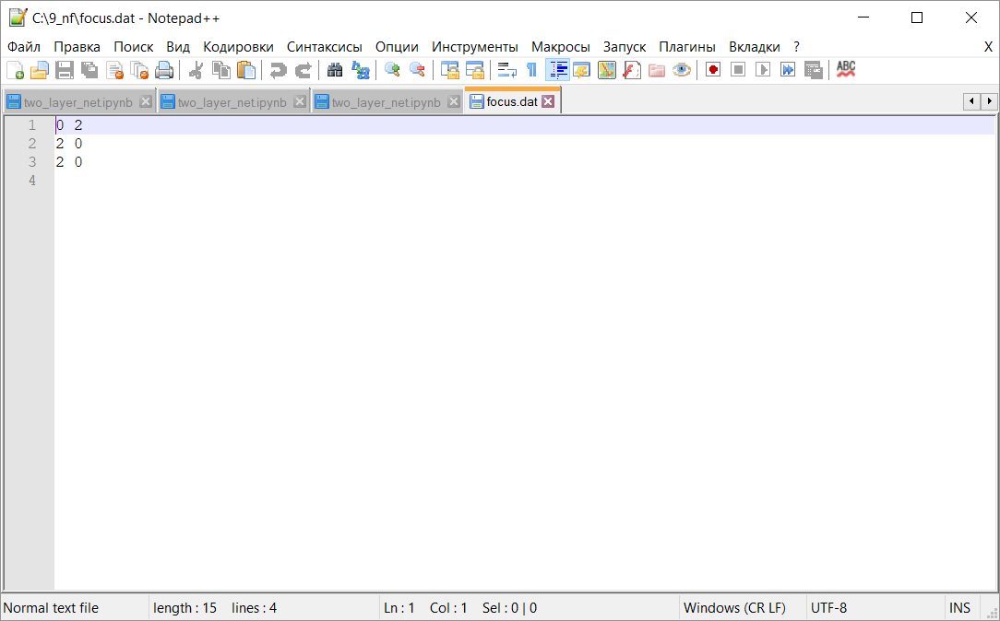 C:\9_nf\focus.dat - Notepad++
Файл Правка Поиск Вид Кодировки Синтаксисы Опции Инструменты Макросы Запуск Плагины Вкладки ? X
ABC
two_layer_net.ipynb two_layer_net.ipynb two_layer_net.ipynb focus.dat
1 0 2
2 2 0
3 2 0
4
Normal text file length : 15 lines : 4 Ln : 1 Col : 1 Sel : 0 | 0 Windows (CR LF) UTF-8 INS